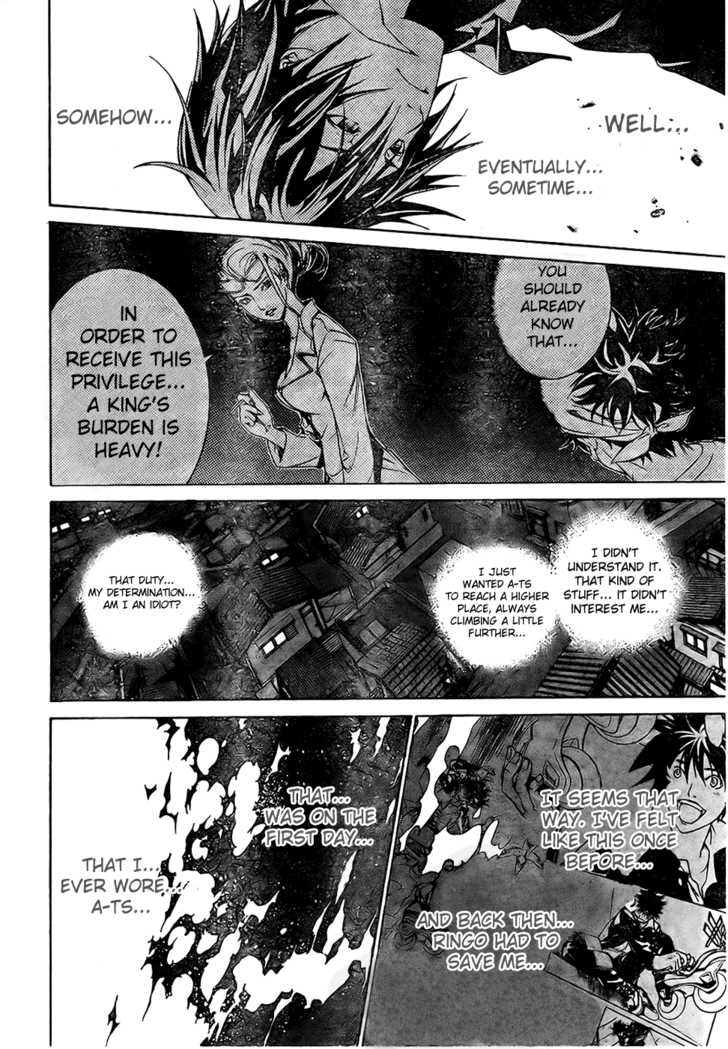 WELL...
EVENTUALLY...
SOMETIME...
SOMEHOW...
YOU
SHOULD
ALREADY
KNOW
THAT...
IN
ORDER TO
RECEIVE THIS
PRIVILEGE...
A KING'S
BURDEN IS
HEAVY!
I DIDN'T
UNDERSTAND IT.
THAT KIND OF
STUFF... IT DIDN'T
INTEREST ME...
I JUST
WANTED A-TS
TO REACH A HIGHER
PLACE, ALWAYS
CLIMBING A LITTLE
FURTHER...
THAT DUTY...
MY DETERMINATION...
AM I AN IDIOT?
IT SEEMS THAT
WAY. I'VE FELT
LIKE THIS ONCE
BEFORE...
AND BACK THEN...
RINGO HAD TO
SAVE ME...
THAT...
WAS ON THE
FIRST DAY...
THAT I...
EVER WORE...
A-TS...